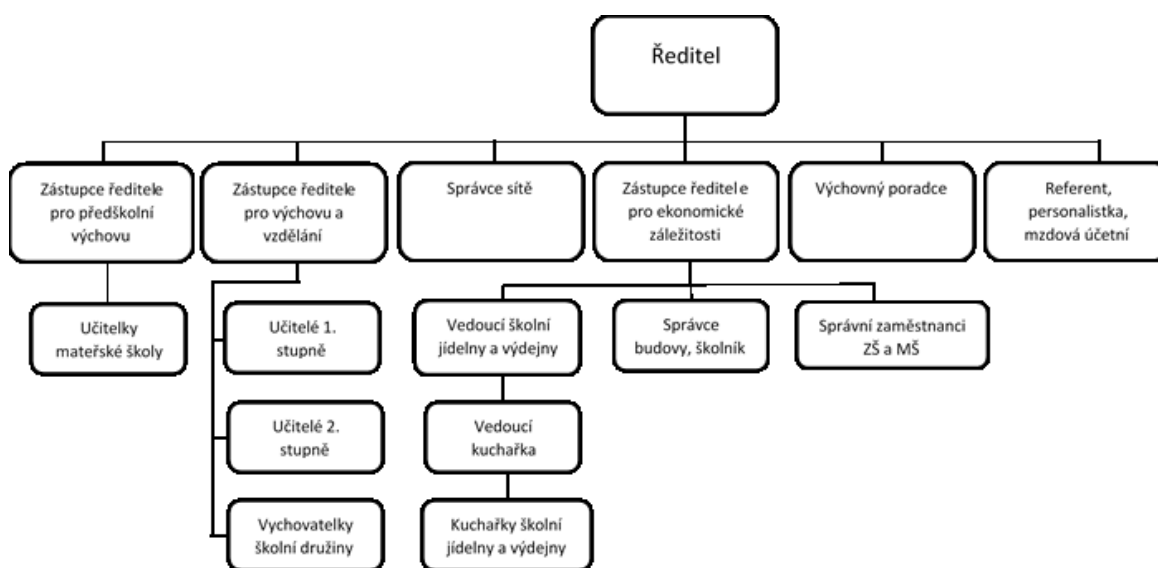 Ředitel
Zástupce ředitele
pro předškolní
výchovu
Zástupce ředitele
pro výchovu a
vzdělání
Správce sítě
Zástupce ředitele
pro ekonomické
záležitosti
Výchovný poradce
Referent,
personalistka,
mzdová účetní
Učitelky
mateřské školy
Učitelé 1.
stupně
Vedoucí školní
jídelny a výdejny
Správce
budovy, školník
Správní zaměstnanci
ZŠ a MŠ
Učitelé 2.
stupně
Vedoucí
kuchařka
Vychovatelky
školní družiny
Kuchařky školní
jídelny a výdejny